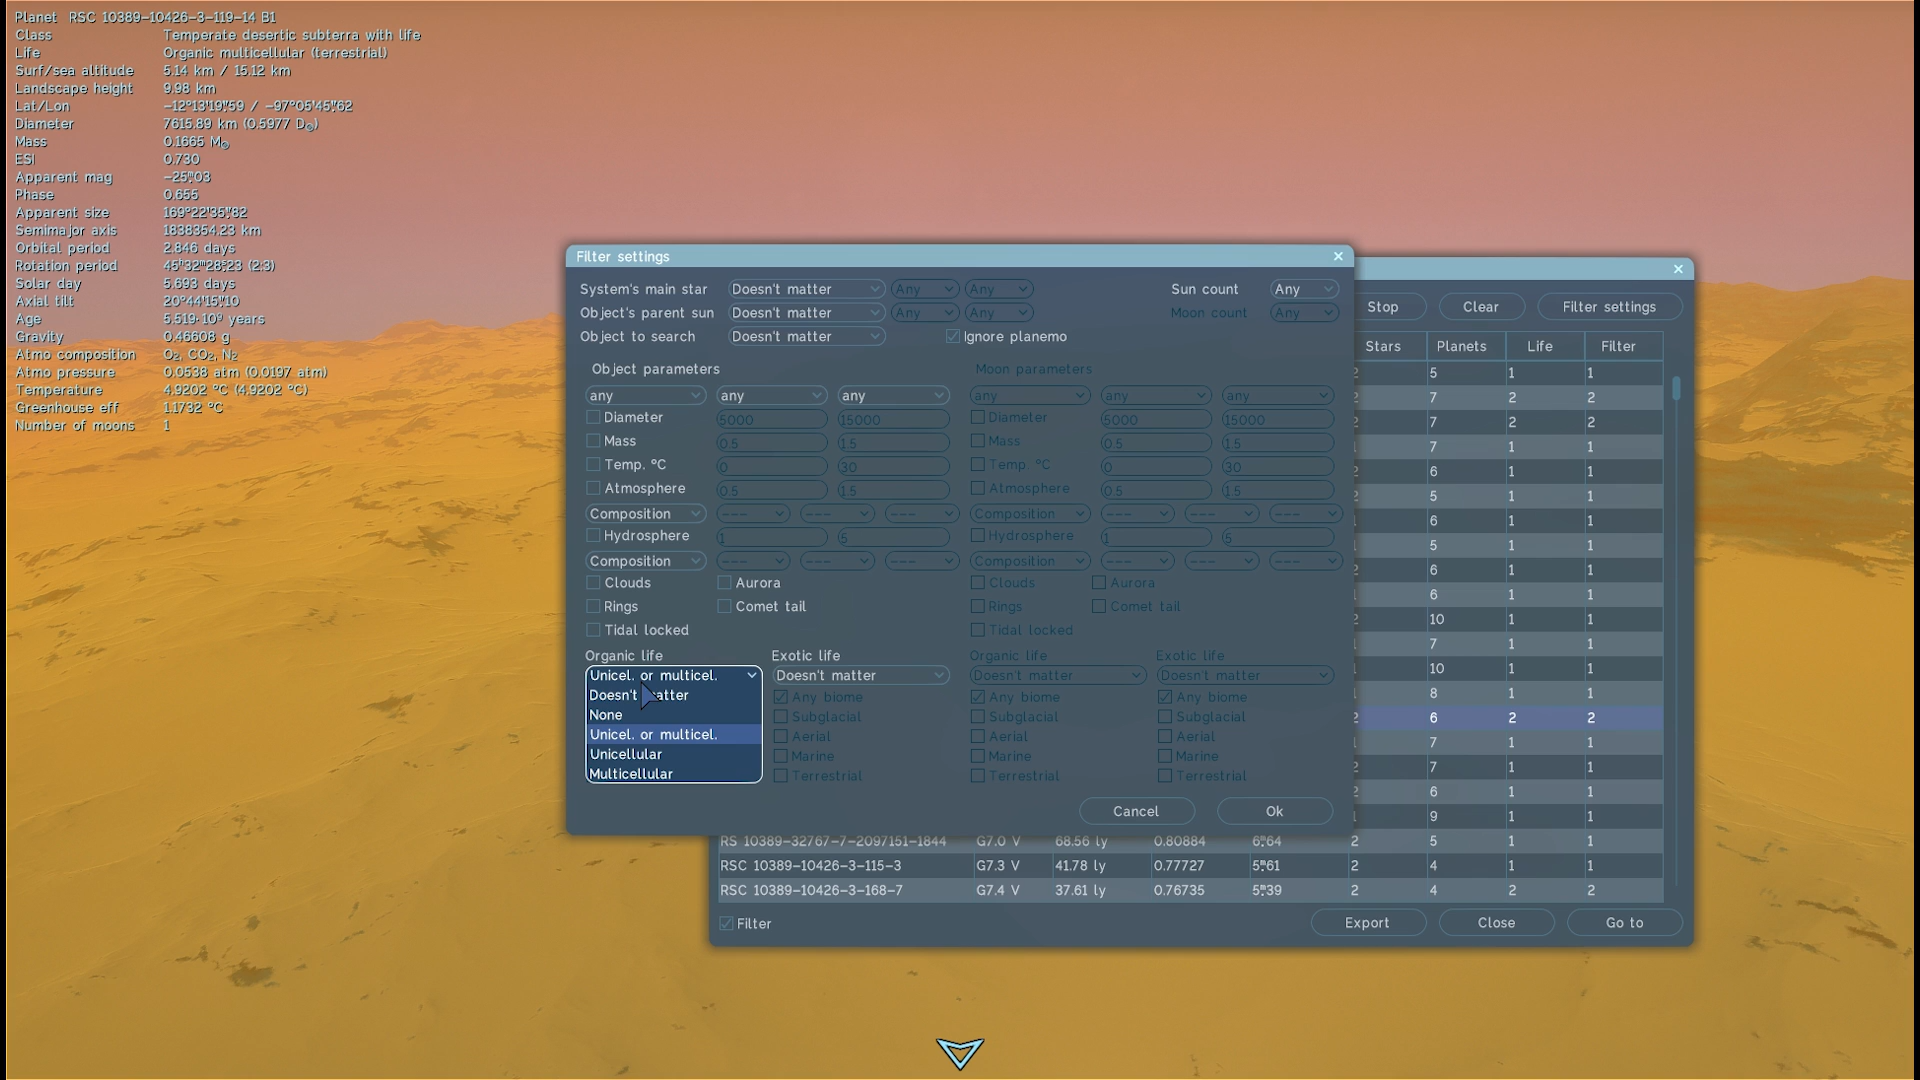 Planet RSC 10389-10426-3-119-14 B1
Class Temperate desertic subterra with life
Life Organic multicellular (terrestrial)
Surf/sea altitude 5.14 km / 15.12 km
Landscape height 9.98 km
Lat/Lon -12°13'19"59 / -97°05'45"62
Diameter 7615.89 km (0.5977 D⊕)
Mass 0.1665 M⊕
ESI 0.730
Apparent mag -25ᵐ03
Phase 0.655
Apparent size 169°22'35"82
Semimajor axis 1838354.23 km
Orbital period 2.846 days
Rotation period 45ʰ32ᵐ28ˢ23 (2:3)
Solar day 5.693 days
Axial tilt 20°44'15"10
Age 5.519·10⁹ years
Gravity 0.46608 g
Atmo composition O₂, CO₂, N₂
Atmo pressure 0.0538 atm (0.0197 atm)
Temperature 4.9202 ºC (4.9202 ºC)
Greenhouse eff 1.1732 ºC
Number of moons 1
Filter settings
System's main star Doesn't matter Any Any Sun count Any
Object's parent sun Doesn't matter Any Any Moon count Any
Object to search Doesn't matter Ignore planemo
Object parameters Moon parameters
any any any any any any
Diameter 5000 15000 Diameter 5000 15000
Mass 0.5 1.5 Mass 0.5 1.5
Temp. ºC 0 30 Temp. ºC 0 30
Atmosphere 0.5 1.5 Atmosphere 0.5 1.5
Composition --- --- --- Composition --- --- ---
Hydrosphere 1 5 Hydrosphere 1 5
Composition --- --- --- Composition --- --- ---
Clouds Aurora Clouds Aurora
Rings Comet tail Rings Comet tail
Tidal locked Tidal locked
Organic life Exotic life Organic life Exotic life
Unicel. or multicel. Doesn't matter Doesn't matter Doesn't matter
Doesn't matter Any biome Any biome Any biome
None Subglacial Subglacial Subglacial
Unicel. or multicel. Aerial Aerial Aerial
Unicellular Marine Marine Marine
Multicellular Terrestrial Terrestrial Terrestrial
Cancel Ok
Stop Clear Filter settings
Stars Planets Life Filter
2 5 1 1
2 7 2 2
2 7 2 2
7 1 1
2 6 1 1
5 1 1
6 1 1
5 1 1
2 6 1 1
6 1 1
2 10 1 1
7 1 1
10 1 1
8 1 1
2 6 2 2
7 1 1
2 7 1 1
2 6 1 1
9 1 1
RS 10389-32767-7-2097151-1844 G7.0 V 68.56 ly 0.80884 6ᵐ64 2 5 1 1
RSC 10389-10426-3-115-3 G7.3 V 41.78 ly 0.77727 5ᵐ61 2 4 1 1
RSC 10389-10426-3-168-7 G7.4 V 37.61 ly 0.76735 5ᵐ39 2 4 2 2
Filter Export Close Go to